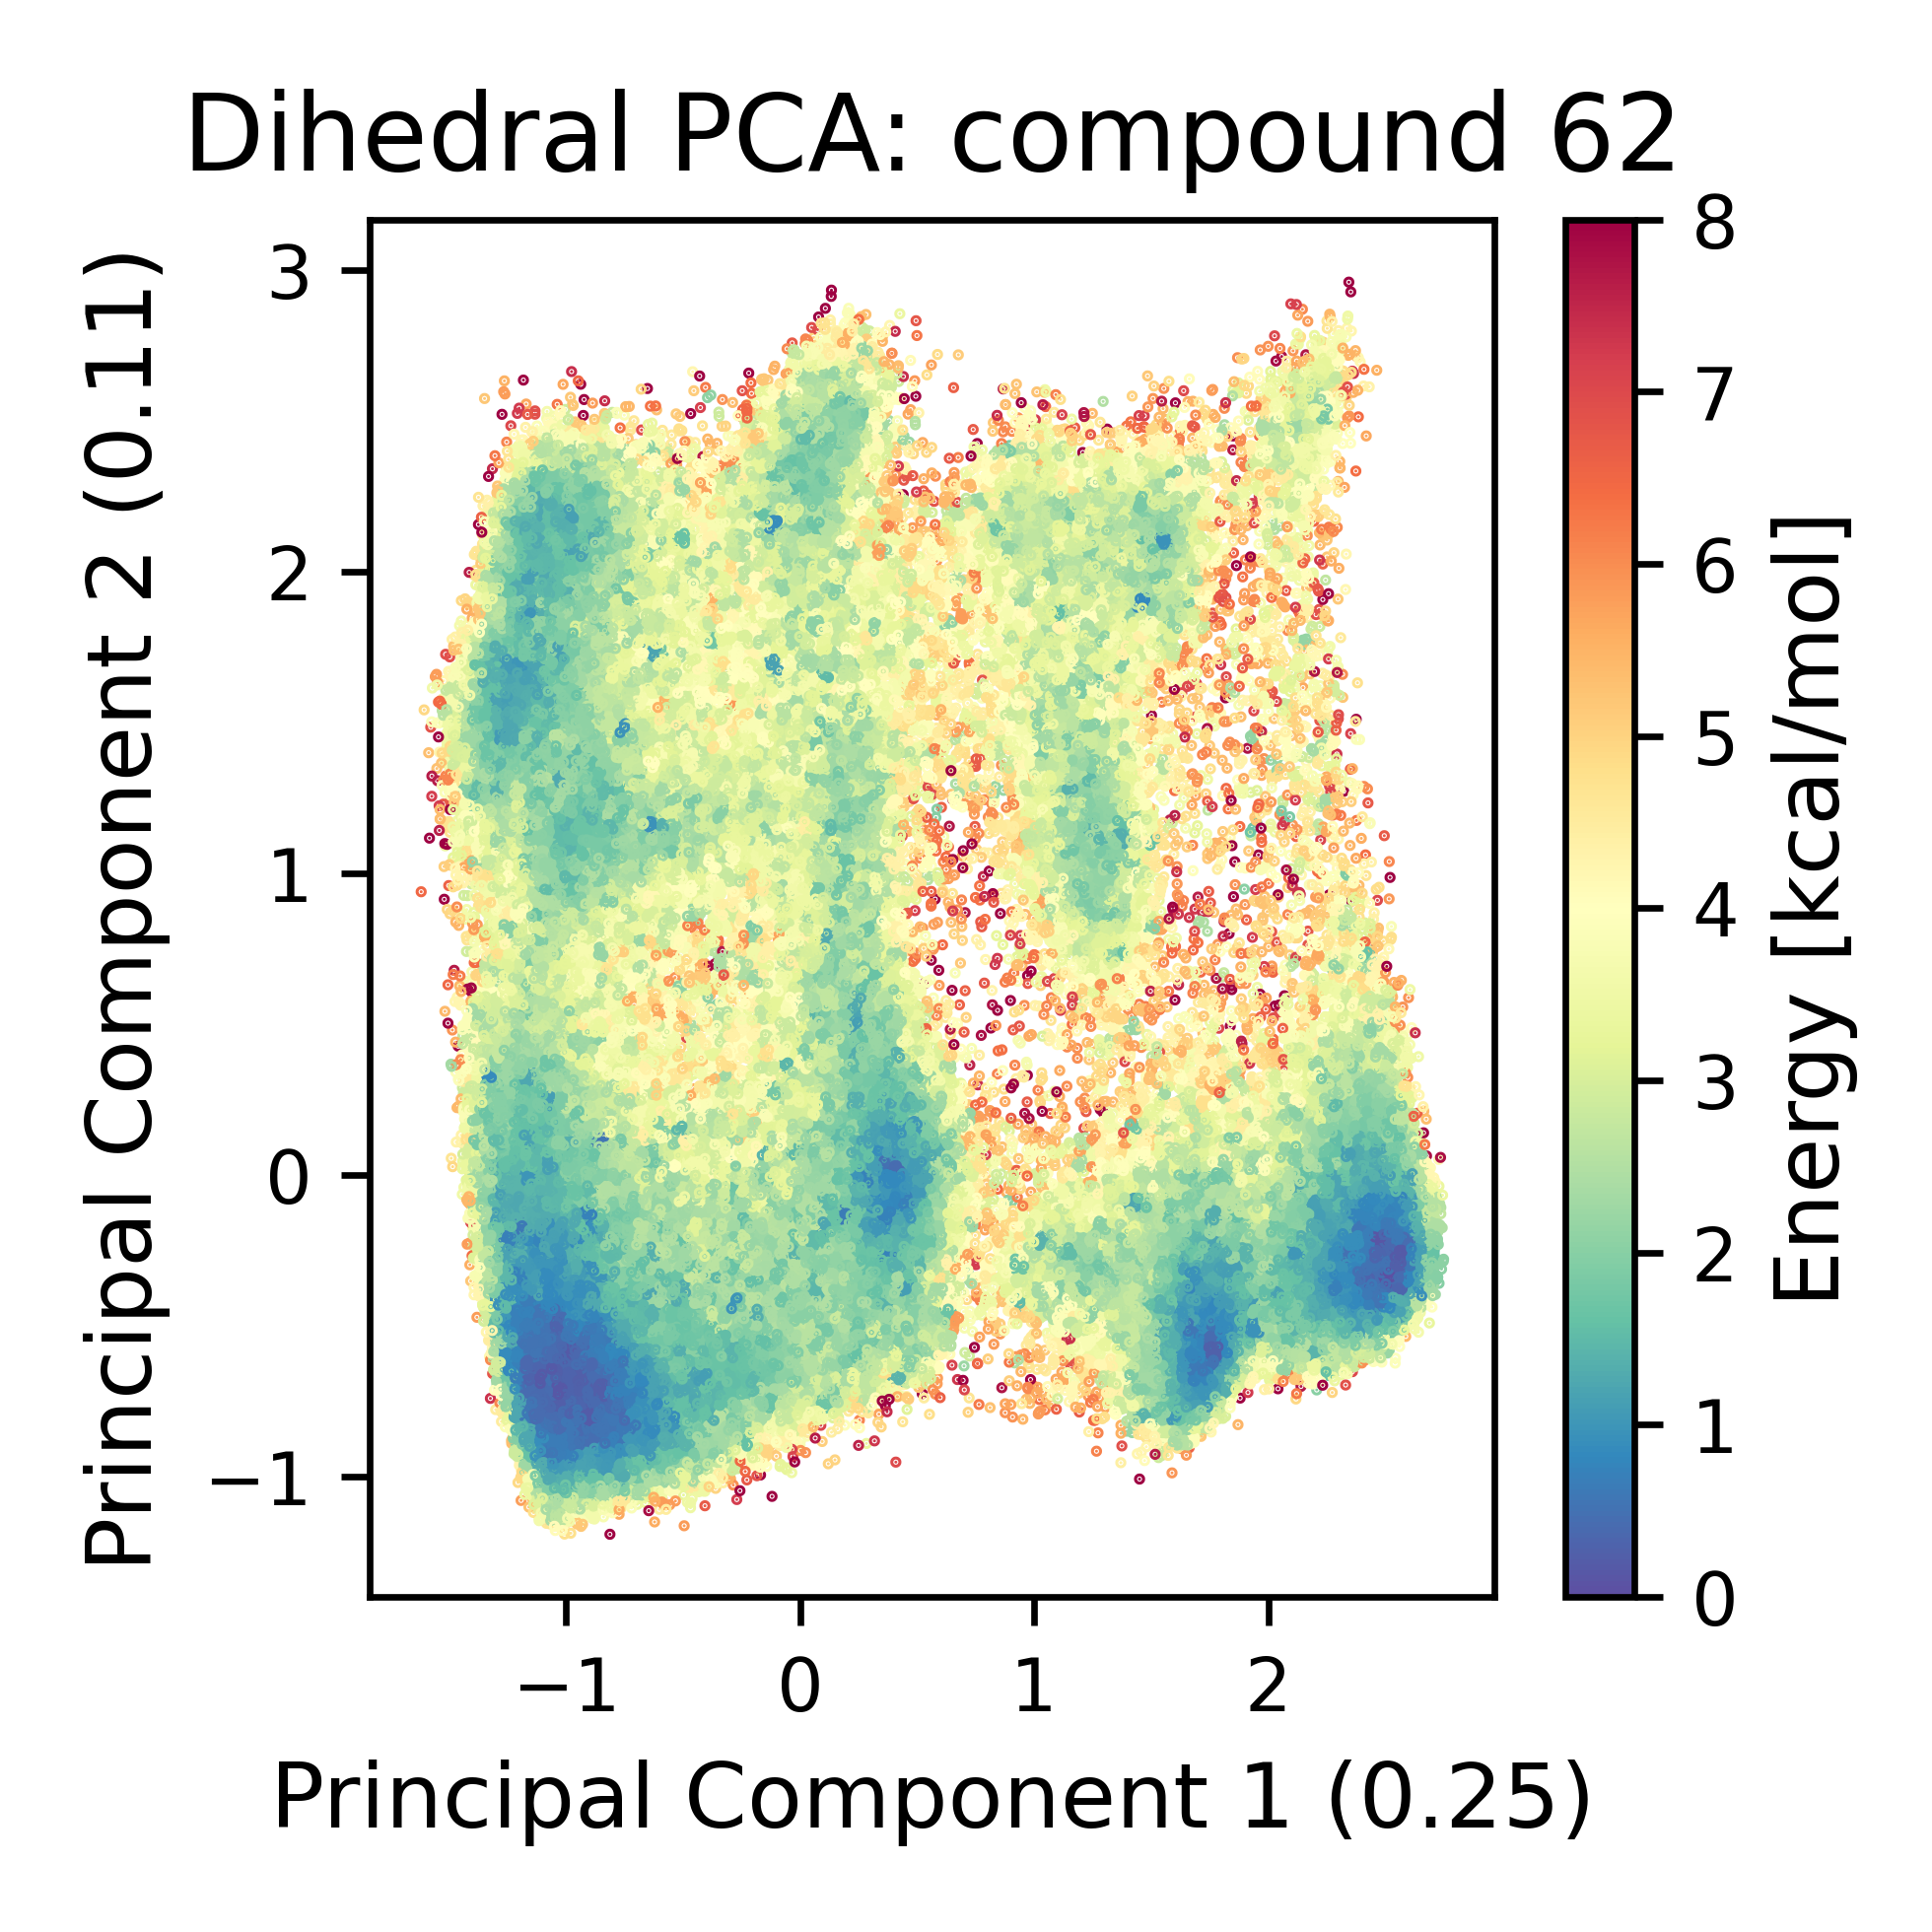 Dihedral PCA: compound 62
Principal Component 2 (0.11)
3
2
1
0
−1
−1 0 1 2
Principal Component 1 (0.25)
8
7
6
5
4
3
2
1
0
Energy [kcal/mol]